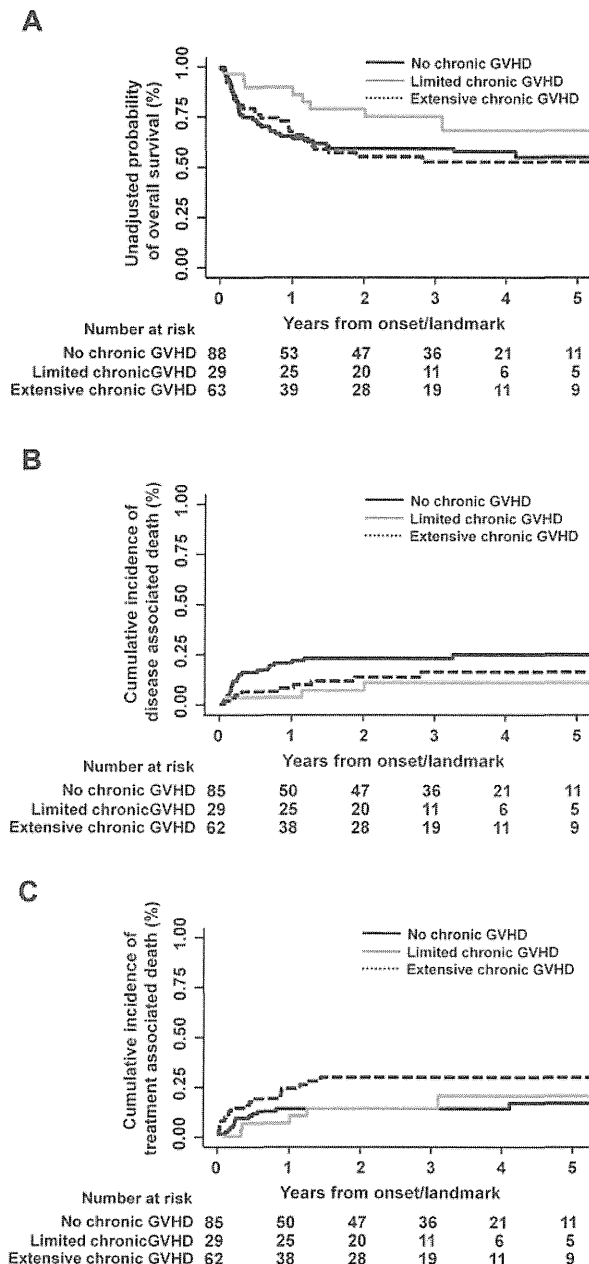 A
Unadjusted probability
of overall survival (%)
1.00
0.75
0.50
0.25
0.00
No chronic GVHD
Limited chronic GVHD
Extensive chronic GVHD
0 1 2 3 4 5
Number at risk
Years from onset/landmark
No chronic GVHD 88 53 47 36 21 11
Limited chronicGVHD 29 25 20 11 6 5
Extensive chronic GVHD 63 39 28 19 11 9
B
Cumulative incidence of
disease associated death (%)
1.00
0.75
0.50
0.25
0.00
No chronic GVHD
Limited chronic GVHD
Extensive chronic GVHD
0 1 2 3 4 5
Number at risk
Years from onset/landmark
No chronic GVHD 85 50 47 36 21 11
Limited chronicGVHD 29 25 20 11 6 5
Extensive chronic GVHD 62 38 28 19 11 9
C
Cumulative incidence of
treatment associated death (%)
1.00
0.75
0.50
0.25
0.00
No chronic GVHD
Limited chronic GVHD
Extensive chronic GVHD
0 1 2 3 4 5
Number at risk
Years from onset/landmark
No chronic GVHD 85 50 47 36 21 11
Limited chronicGVHD 29 25 20 11 6 5
Extensive chronic GVHD 62 38 28 19 11 9